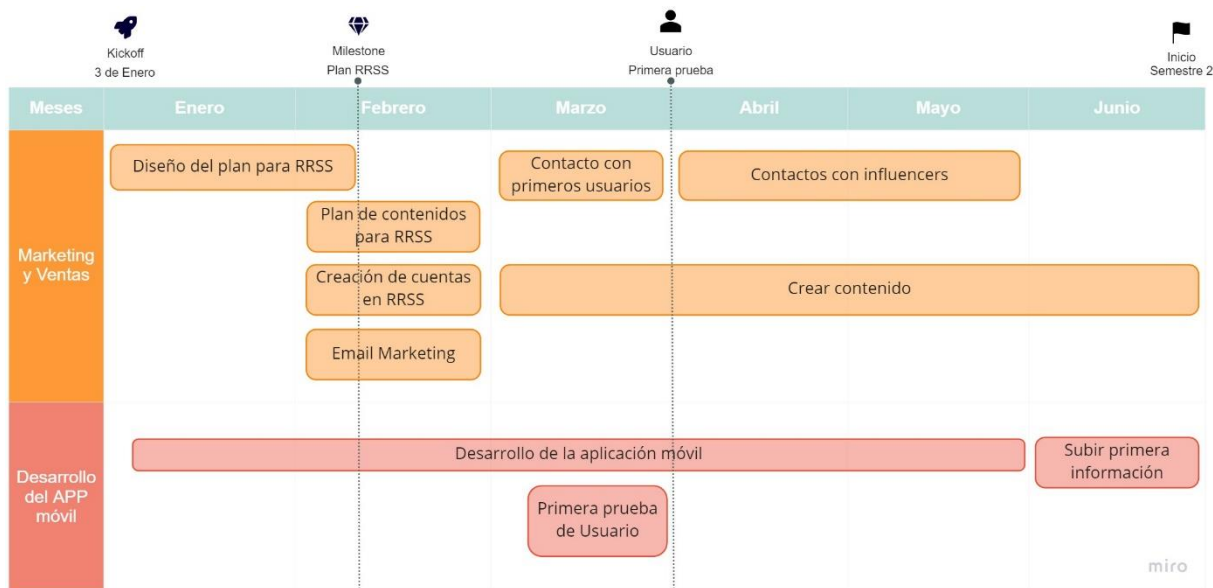 Kickoff
3 de Enero
Milestone
Plan RRSS
Usuario
Primera prueba
Inicio
Semestre 2
Meses
Enero
Febrero
Marzo
Abril
Mayo
Junio
Marketing
y Ventas
Diseño del plan para RRSS
Contacto con
primeros usuarios
Contactos con influencers
Plan de contenidos
para RRSS
Creación de cuentas
en RRSS
Crear contenido
Email Marketing
Desarrollo
del APP
móvil
Desarrollo de la aplicación móvil
Subir primera
información
Primera prueba
de Usuario
miro